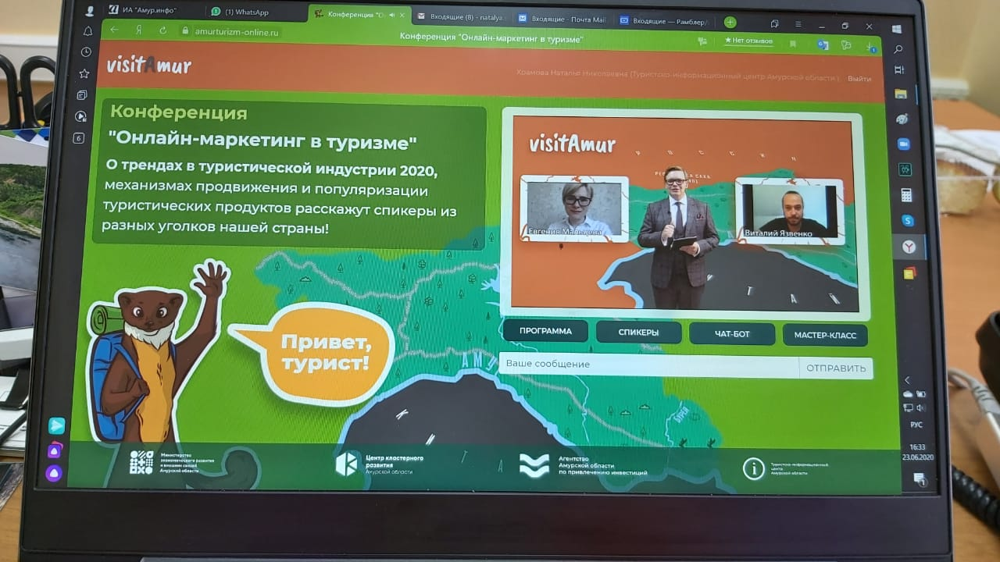 ИА "Амур.инфо"
(1) WhatsApp
Конференция "О
Входящие (8) - natalya.
Входящие - Почта Mail
Входящие — Рамблер/
amurturizm-online.ru
Конференция "Онлайн-маркетинг в туризме"
★ Нет отзывов
visitAmur
Храмова Наталья Николаевна (Туристско-информационный центр Амурской области )
Выйти
Конференция
"Онлайн-маркетинг в туризме"
О трендах в туристической индустрии 2020,
механизмах продвижения и популяризации
туристических продуктов расскажут спикеры из
разных уголков нашей страны!
visitAmur
Евгения Мальцева
Виталий Язвенко
Т А Й
ПРОГРАММА
СПИКЕРЫ
ЧАТ-БОТ
МАСТЕР-КЛАСС
Ваше сообщение
ОТПРАВИТЬ
Привет,
турист!
АМУ
К И Т А
Министерство
экономического развития
и внешних связей
Амурской области
Центр кластерного
развития
Амурской области
Агентство
Амурской области
по привлечению инвестиций
Туристско-информационный
центр
Амурской области
6
РУС
16:33
23.06.2020